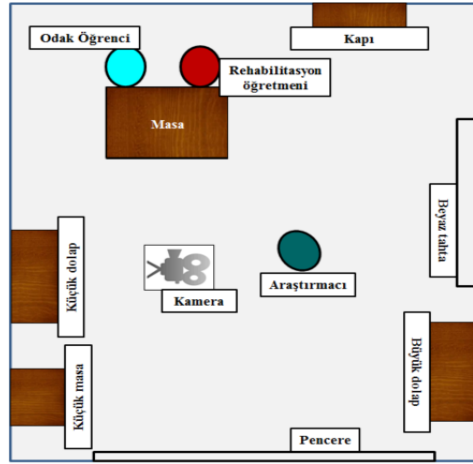 Odak Öğrenci
Kapı
Rehabilitasyon
öğretmeni
Masa
Beyaz tahta
Küçük dolap
Kamera
Araştırmacı
Küçük masa
Büyük dolap
Pencere